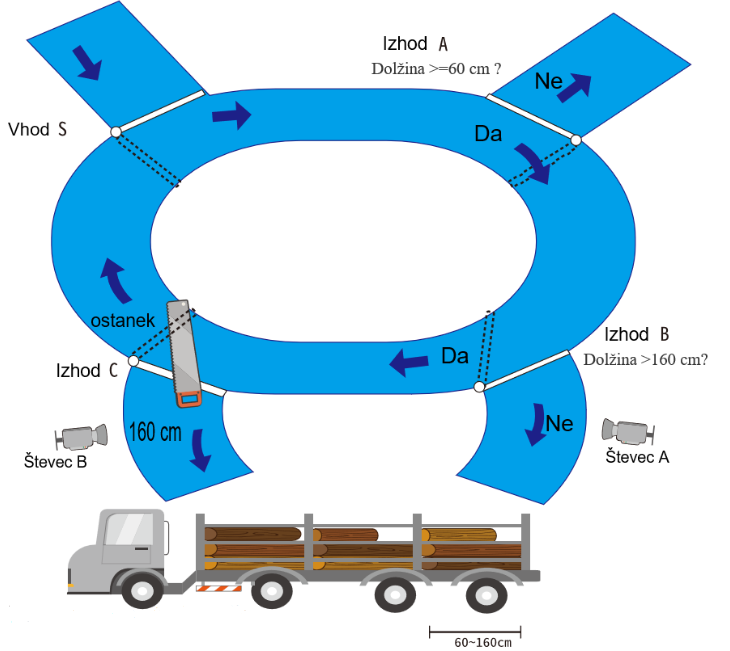 Izhod A
Dolžina >=60 cm ?
Ne
Vhod S
Da
ostanek
Izhod B
Dolžina >160 cm?
Da
Izhod C
160 cm
Ne
Števec B
Števec A
60~160cm